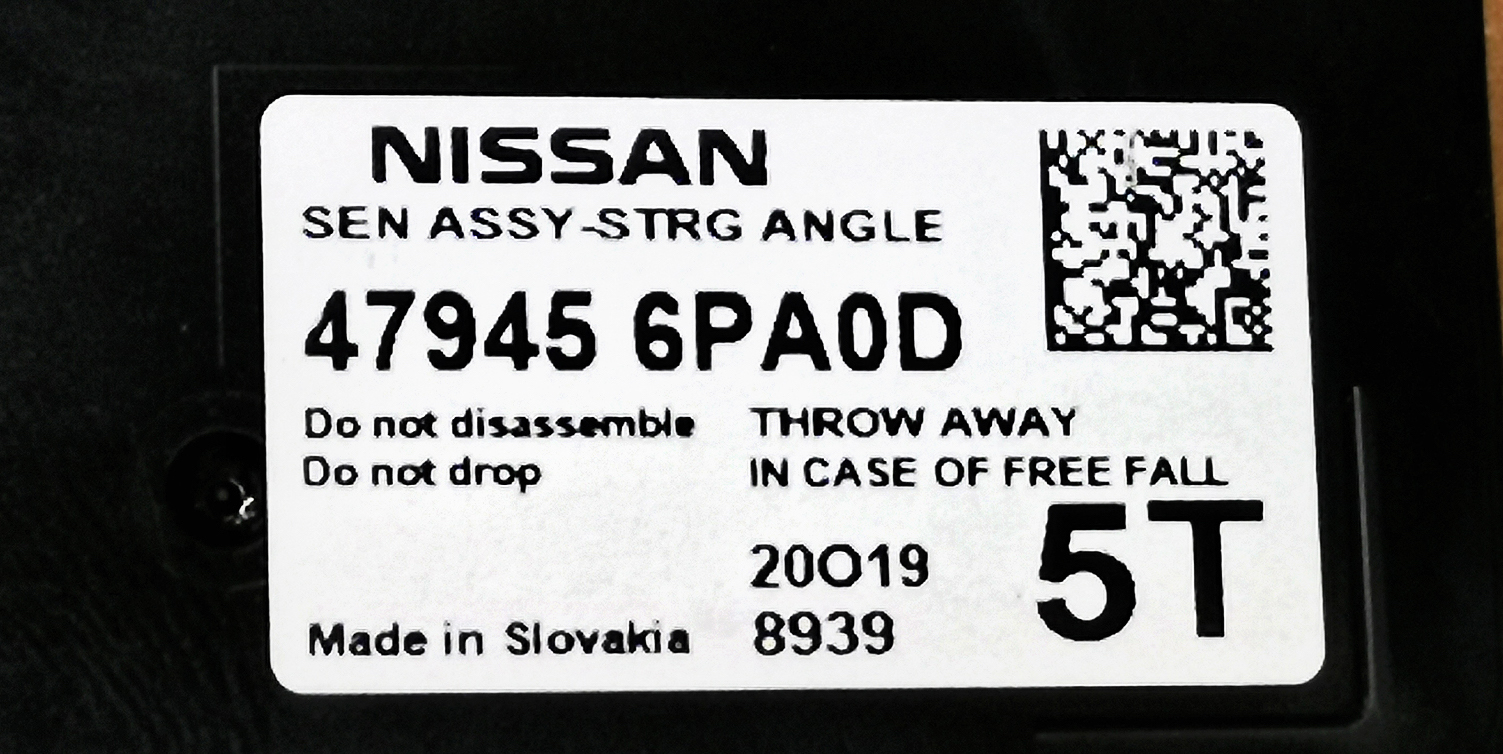 NISSAN
SEN ASSY-STRG ANGLE
47945 6PA0D
Do not disassemble
Do not drop
THROW AWAY
IN CASE OF FREE FALL
20O19
8939
5T
Made in Slovakia